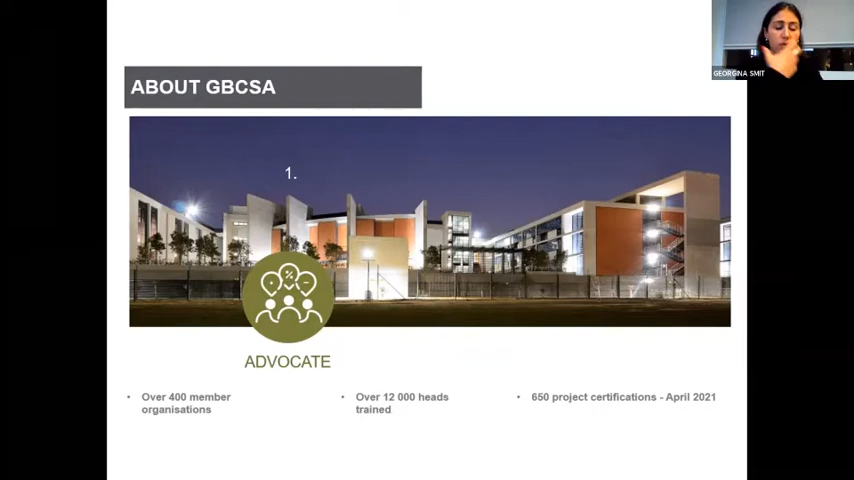 GEORGINA SMIT
ABOUT GBCSA
1.
ADVOCATE
• Over 400 member
organisations
• Over 12 000 heads
trained
• 650 project certifications - April 2021